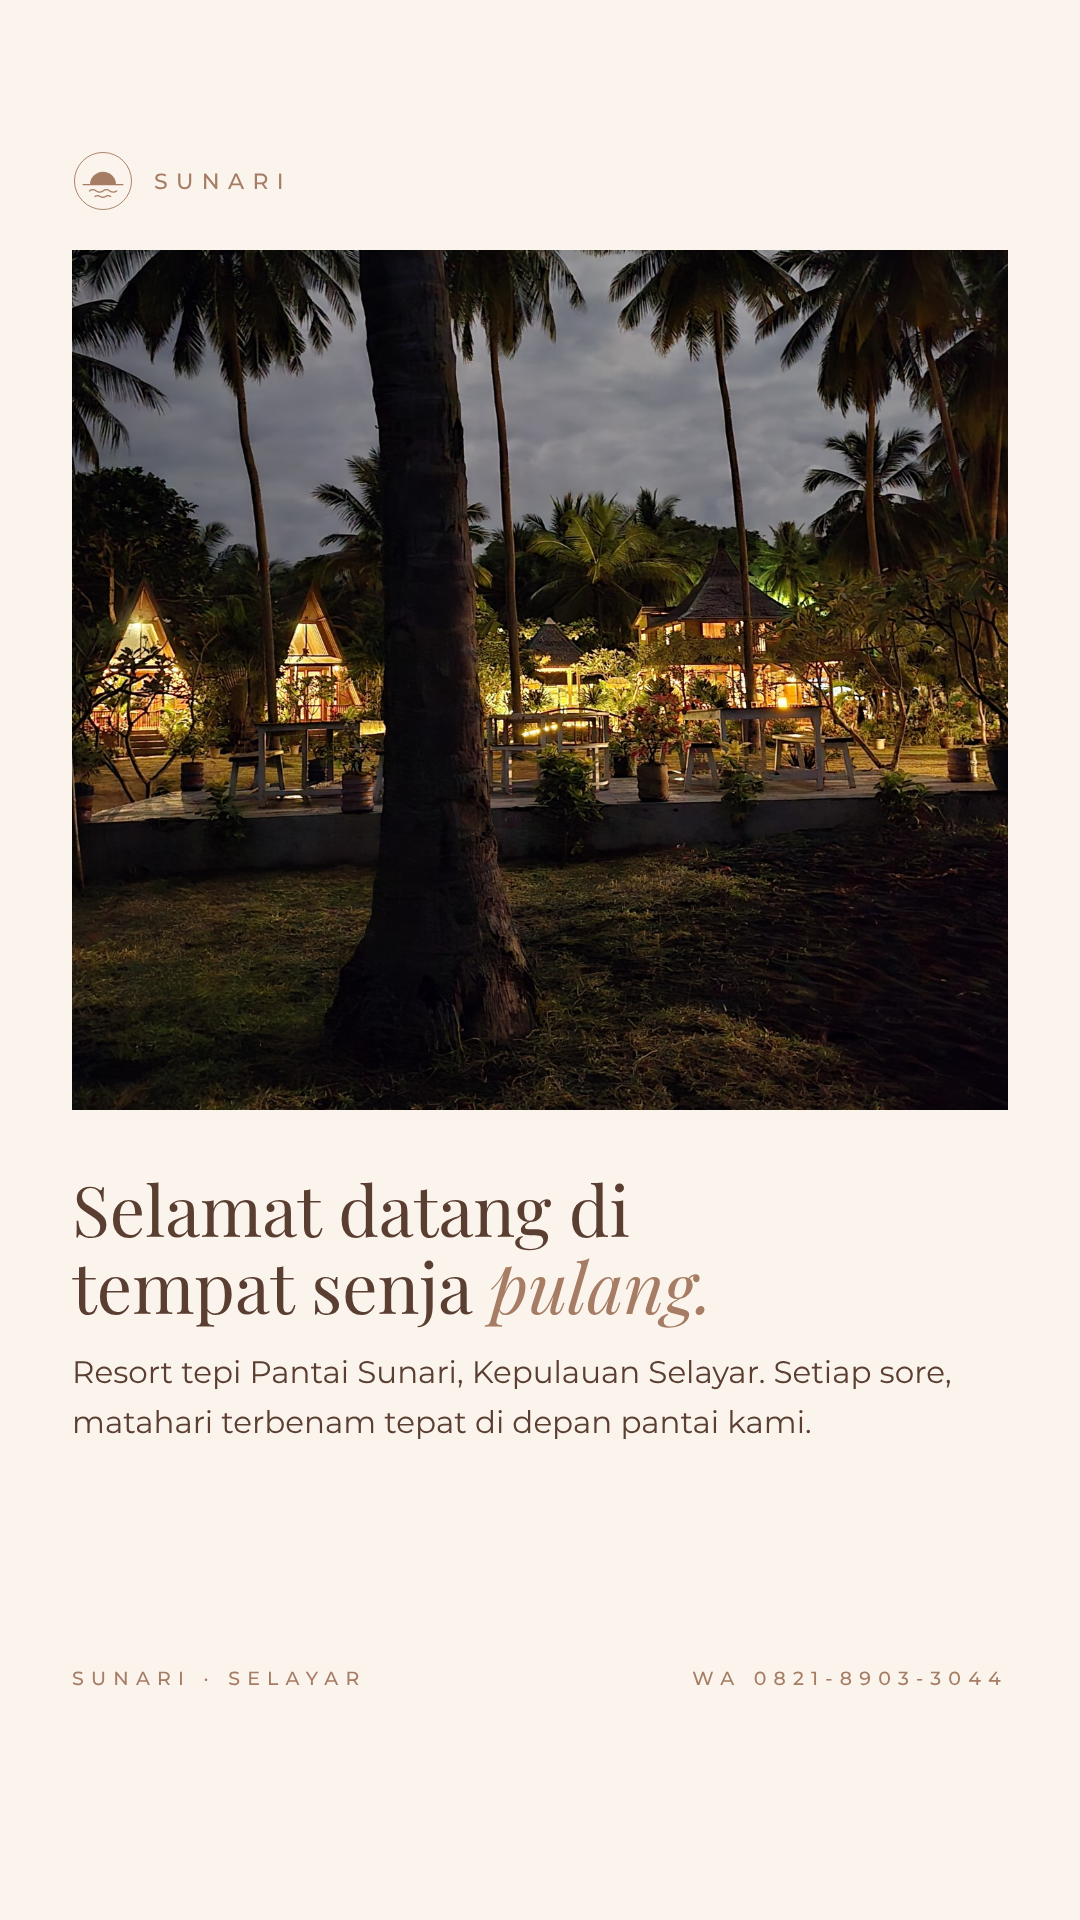 SUNARI
Selamat datang di
tempat senja pulang.
Resort tepi Pantai Sunari, Kepulauan Selayar. Setiap sore,
matahari terbenam tepat di depan pantai kami.
SUNARI · SELAYAR
WA 0821-8903-3044